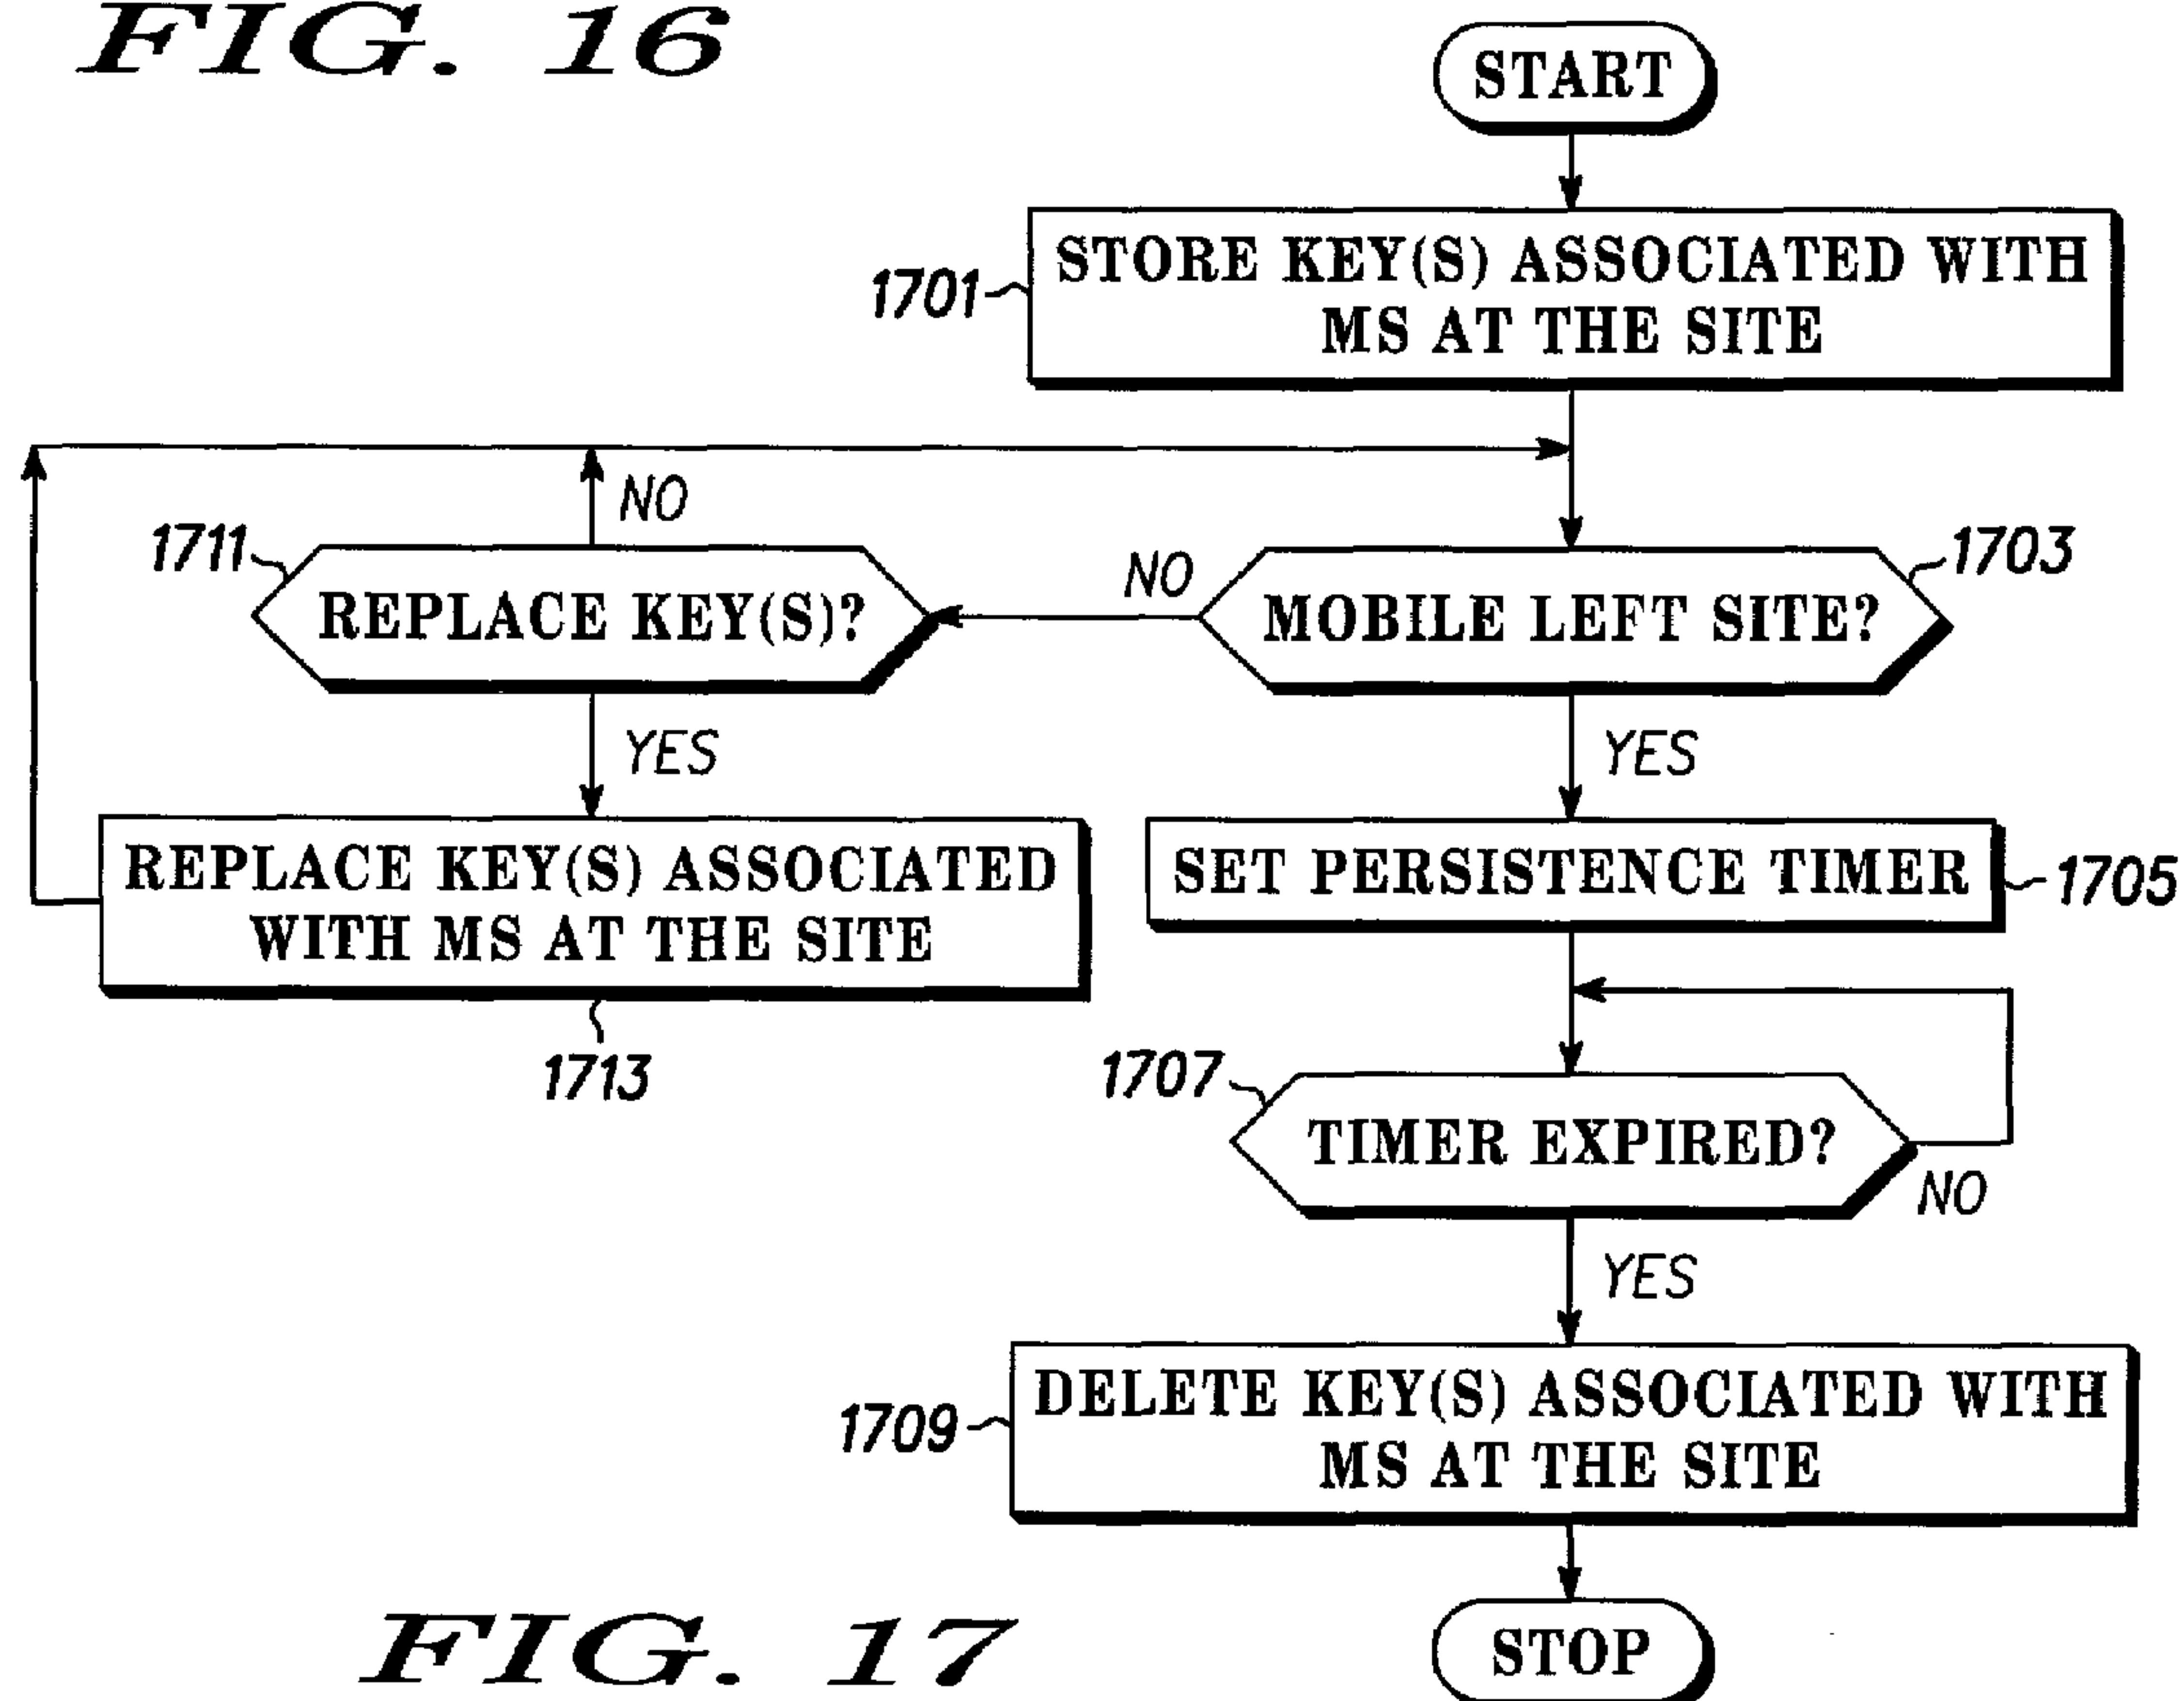 FIG. 16
START
1701
STORE KEY(S) ASSOCIATED WITH
MS AT THE SITE
NO
1711
REPLACE KEY(S)?
NO
MOBILE LEFT SITE?
1703
YES
YES
REPLACE KEY(S) ASSOCIATED
WITH MS AT THE SITE
1713
SET PERSISTENCE TIMER
1705
1707
TIMER EXPIRED?
NO
YES
1709
DELETE KEY(S) ASSOCIATED WITH
MS AT THE SITE
STOP
FIG. 17